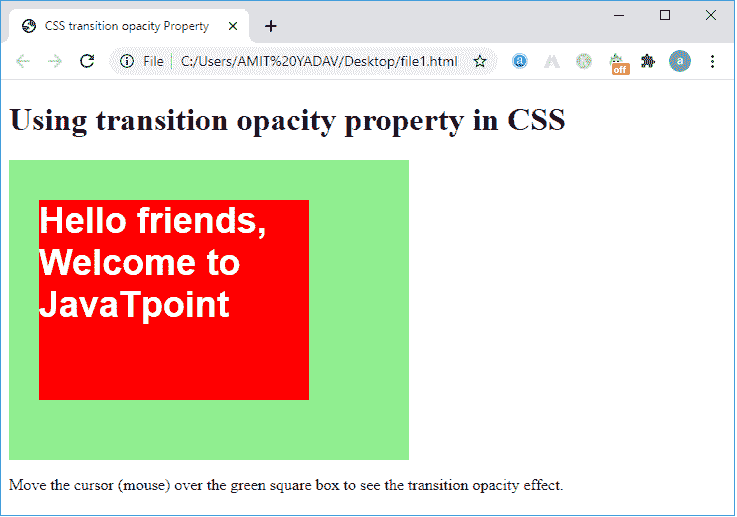 CSS transition opacity Property
File
C:/Users/AMIT%20YADAV/Desktop/file1.html
a
off
a
Using transition opacity property in CSS
Hello friends,
Welcome to
JavaTpoint
Move the cursor (mouse) over the green square box to see the transition opacity effect.